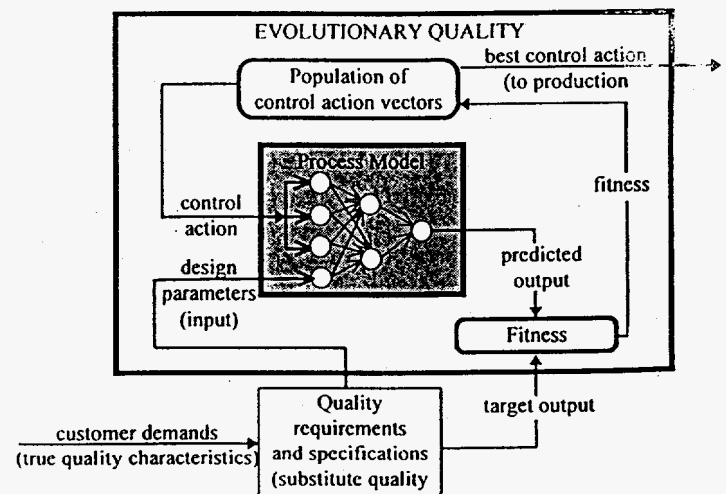 EVOLUTIONARY QUALITY
best control action
(to production
Population of
control action vectors
Process Model
fitness
control
action
design
parameters
(input)
predicted
output
Fitness
target output
customer demands
(true quality characteristics)
Quality
requirements
and specifications
(substitute quality